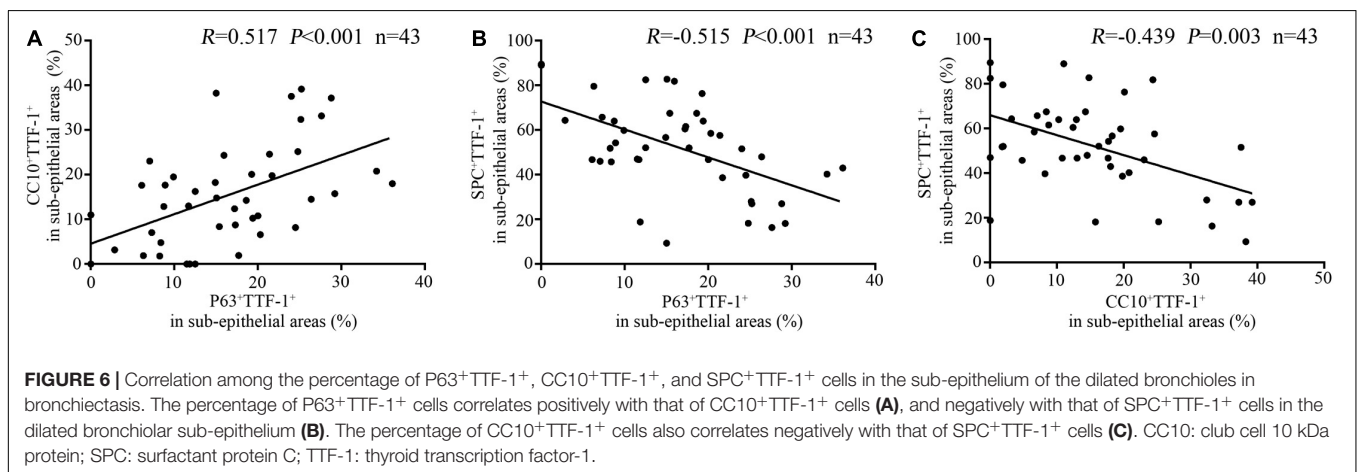 A
R=0.517 P<0.001 n=43
CC10⁺TTF-1⁺
in sub-epithelial areas (%)
50
40
30
20
10
0
0 10 20 30 40
P63⁺TTF-1⁺
in sub-epithelial areas (%)
B
R=-0.515 P<0.001 n=43
SPC⁺TTF-1⁺
in sub-epithelial areas (%)
100
80
60
40
20
0
0 10 20 30 40
P63⁺TTF-1⁺
in sub-epithelial areas (%)
C
R=-0.439 P=0.003 n=43
SPC⁺TTF-1⁺
in sub-epithelial areas (%)
100
80
60
40
20
0
0 10 20 30 40 50
CC10⁺TTF-1⁺
in sub-epithelial areas (%)
FIGURE 6 | Correlation among the percentage of P63⁺TTF-1⁺, CC10⁺TTF-1⁺, and SPC⁺TTF-1⁺ cells in the sub-epithelium of the dilated bronchioles in
bronchiectasis. The percentage of P63⁺TTF-1⁺ cells correlates positively with that of CC10⁺TTF-1⁺ cells (A), and negatively with that of SPC⁺TTF-1⁺ cells in the
dilated bronchiolar sub-epithelium (B). The percentage of CC10⁺TTF-1⁺ cells also correlates negatively with that of SPC⁺TTF-1⁺ cells (C). CC10: club cell 10 kDa
protein; SPC: surfactant protein C; TTF-1: thyroid transcription factor-1.